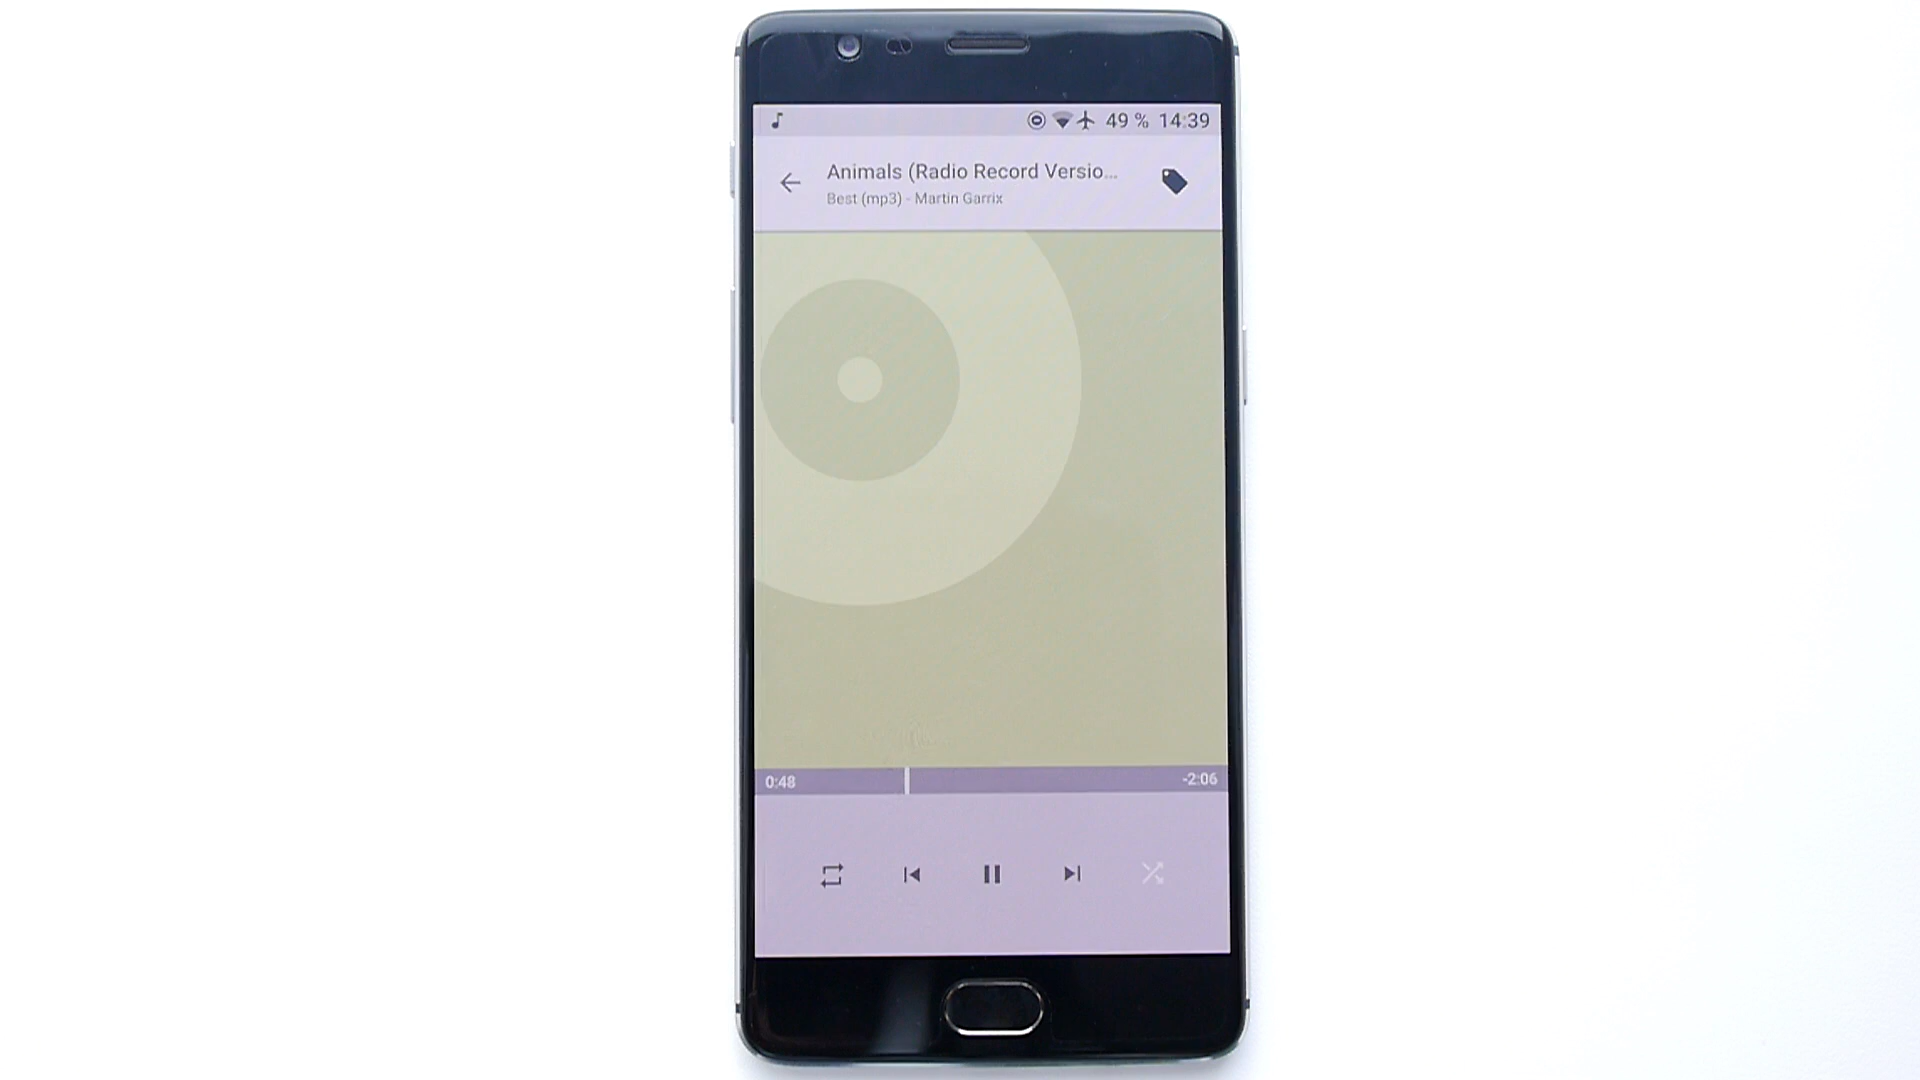 49 % 14:39
Animals (Radio Record Versio...
Best (mp3) - Martin Garrix
0:48 -2:06